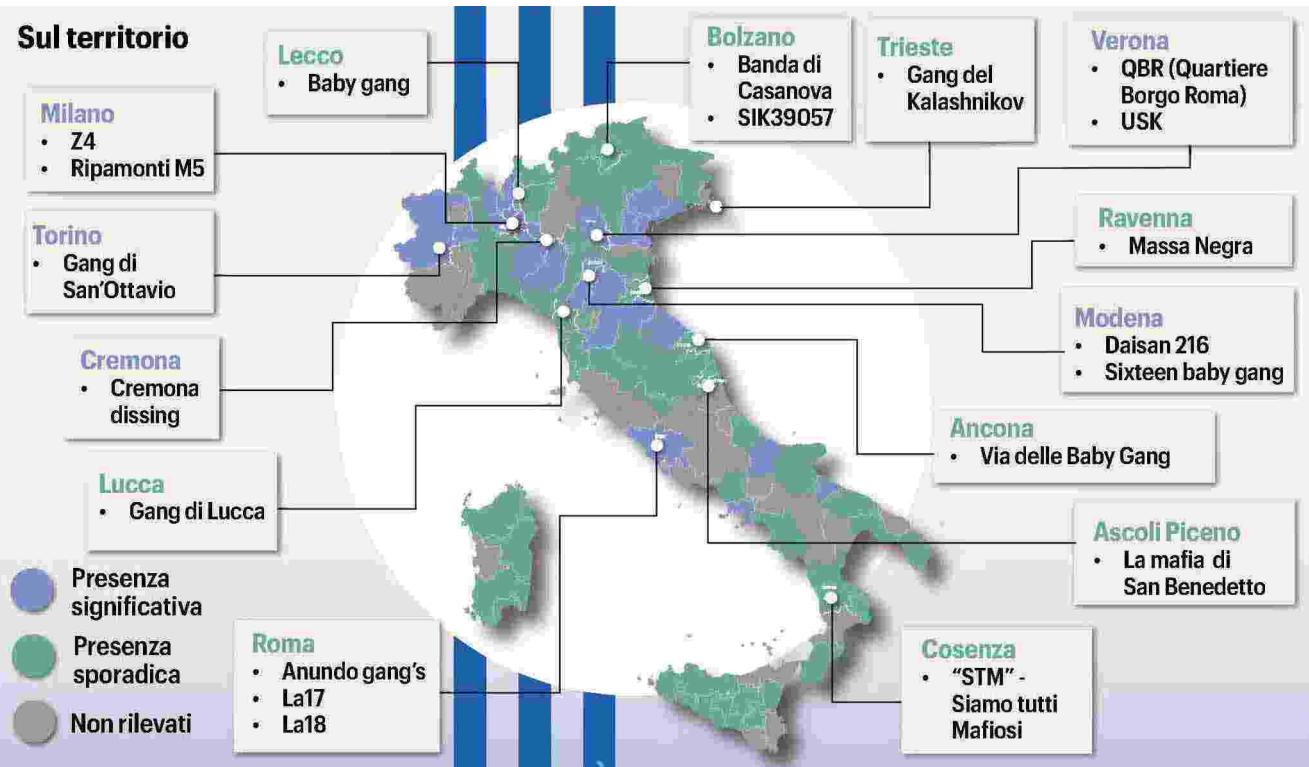 Sul territorio
Lecco
• Baby gang
Bolzano
• Banda di
Casanova
• SIK39057
Trieste
• Gang del
Kalashnikov
Verona
• QBR (Quartiere
Borgo Roma)
• USK
Milano
• Z4
• Ripamonti M5
Torino
• Gang di
San'Ottavio
Ravenna
• Massa Negra
Modena
• Daisan 216
• Sixteen baby gang
Cremona
• Cremona
dissing
Ancona
• Via delle Baby Gang
Lucca
• Gang di Lucca
Ascoli Piceno
• La mafia di
San Benedetto
Presenza
significativa
Presenza
sporadica
Non rilevati
Roma
• Anundo gang's
• La17
• La18
Cosenza
• “STM” -
Siamo tutti
Mafiosi